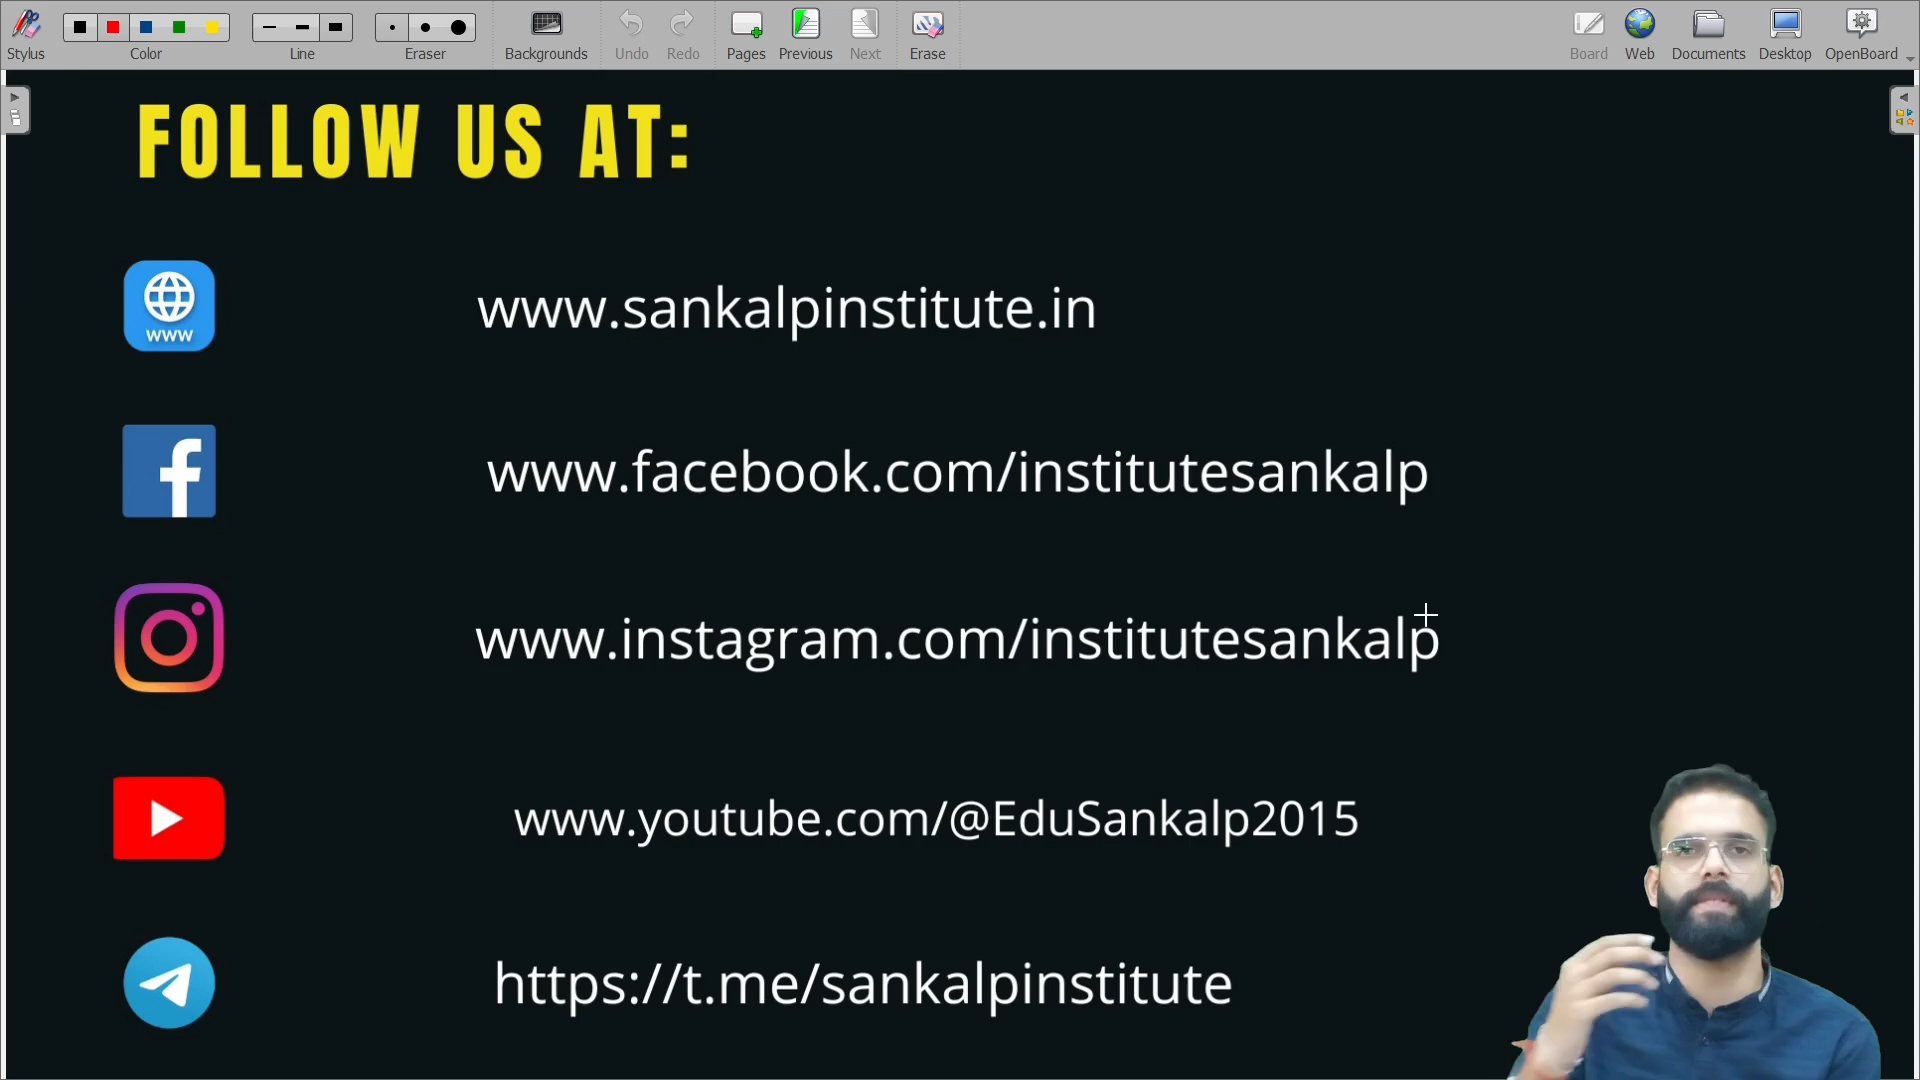 Stylus Color Line Eraser Backgrounds Undo Redo Pages Previous Next Erase Board Web Documents Desktop OpenBoard
FOLLOW US AT:
www
www.sankalpinstitute.in
www.facebook.com/institutesankalp
www.instagram.com/institutesankalp
www.youtube.com/@EduSankalp2015
https://t.me/sankalpinstitute